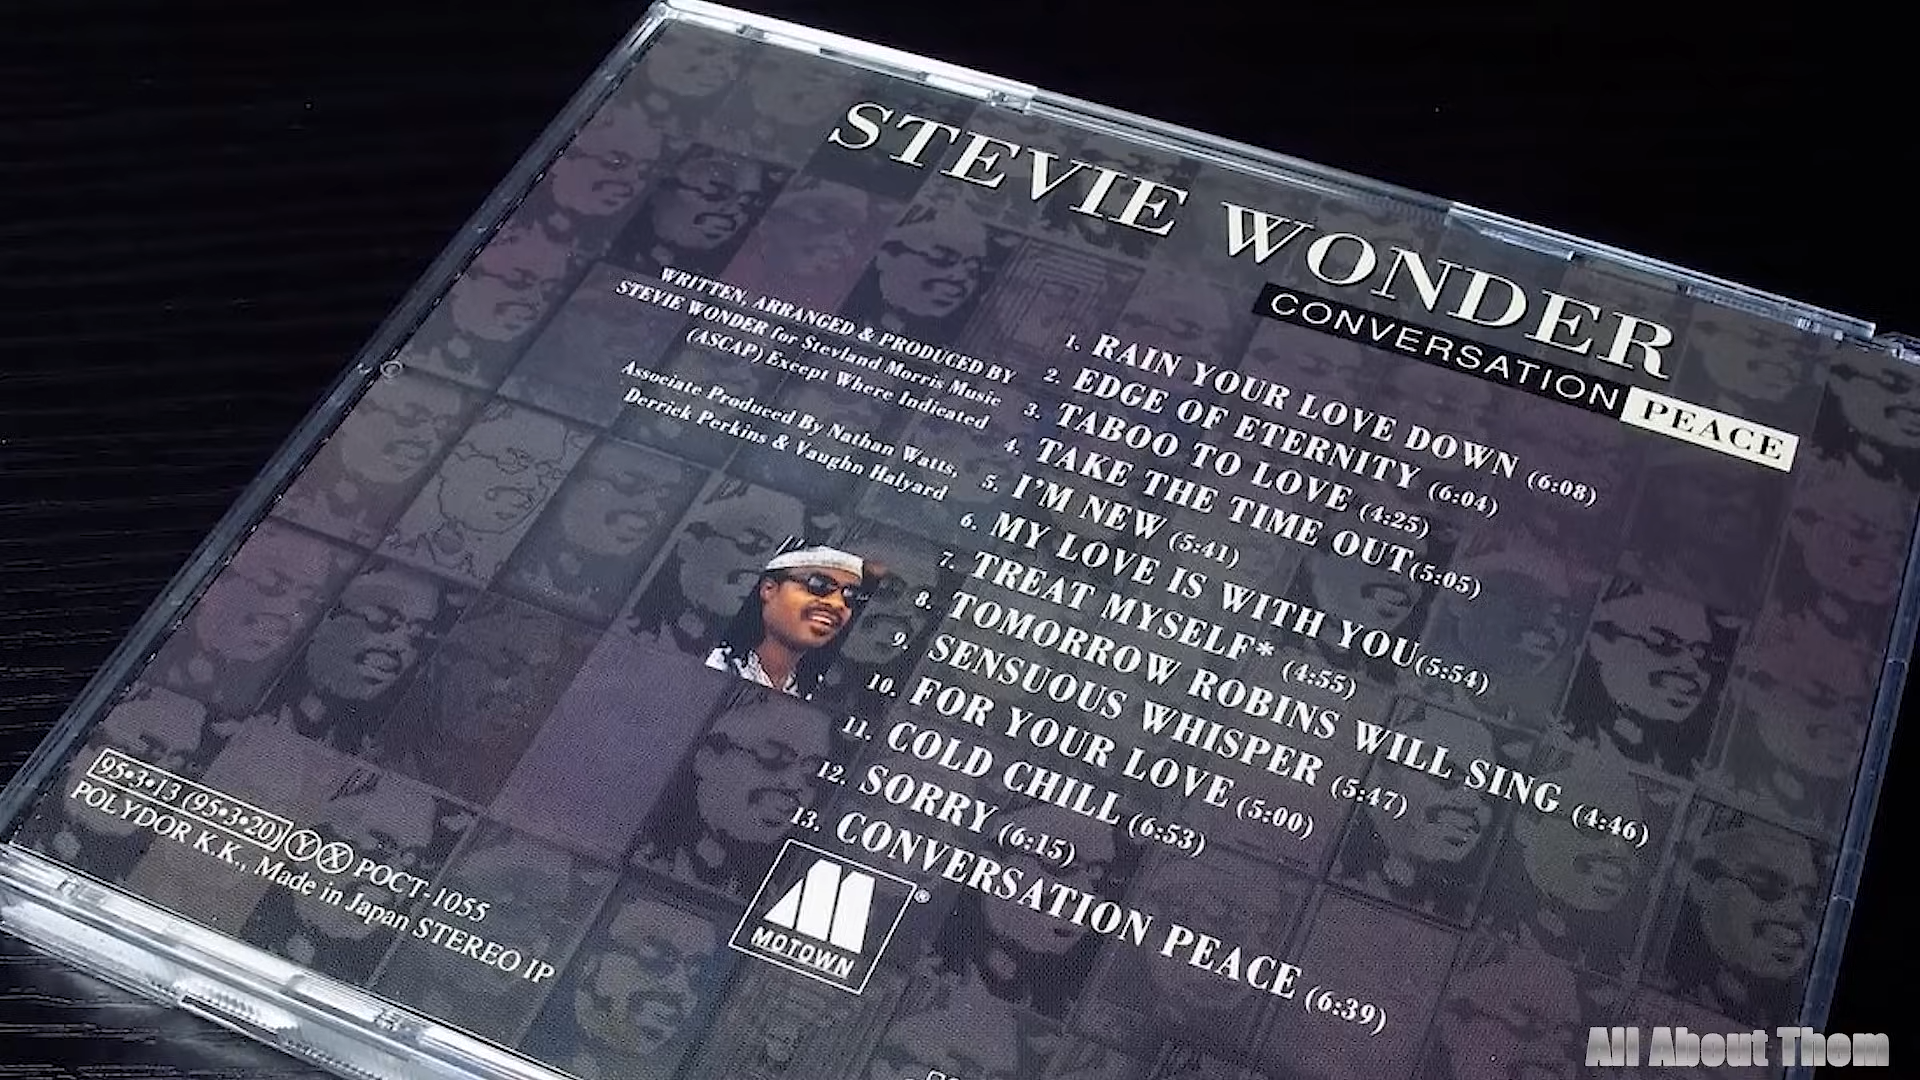 STEVIE WONDER
CONVERSATION PEACE
WRITTEN, ARRANGED & PRODUCED BY
STEVIE WONDER for Stevland Morris Music
(ASCAP) Except Where Indicated
Associate Produced By Nathan Watts,
Derrick Perkins & Vaughn Halyard
1. RAIN YOUR LOVE DOWN (6:08)
2. EDGE OF ETERNITY (6:04)
3. TABOO TO LOVE (4:25)
4. TAKE THE TIME OUT (5:05)
5. I'M NEW (5:41)
6. MY LOVE IS WITH YOU (5:54)
7. TREAT MYSELF* (4:55)
8. TOMORROW ROBINS WILL SING (4:46)
9. SENSUOUS WHISPER (5:47)
10. FOR YOUR LOVE (5:00)
11. COLD CHILL (6:53)
12. SORRY (6:15)
13. CONVERSATION PEACE (6:39)
95•3•13 (95•3•20) Ⓨ Ⓧ POCT-1055
POLYDOR K.K., Made in Japan STEREO IP
MOTOWN®
All About Them